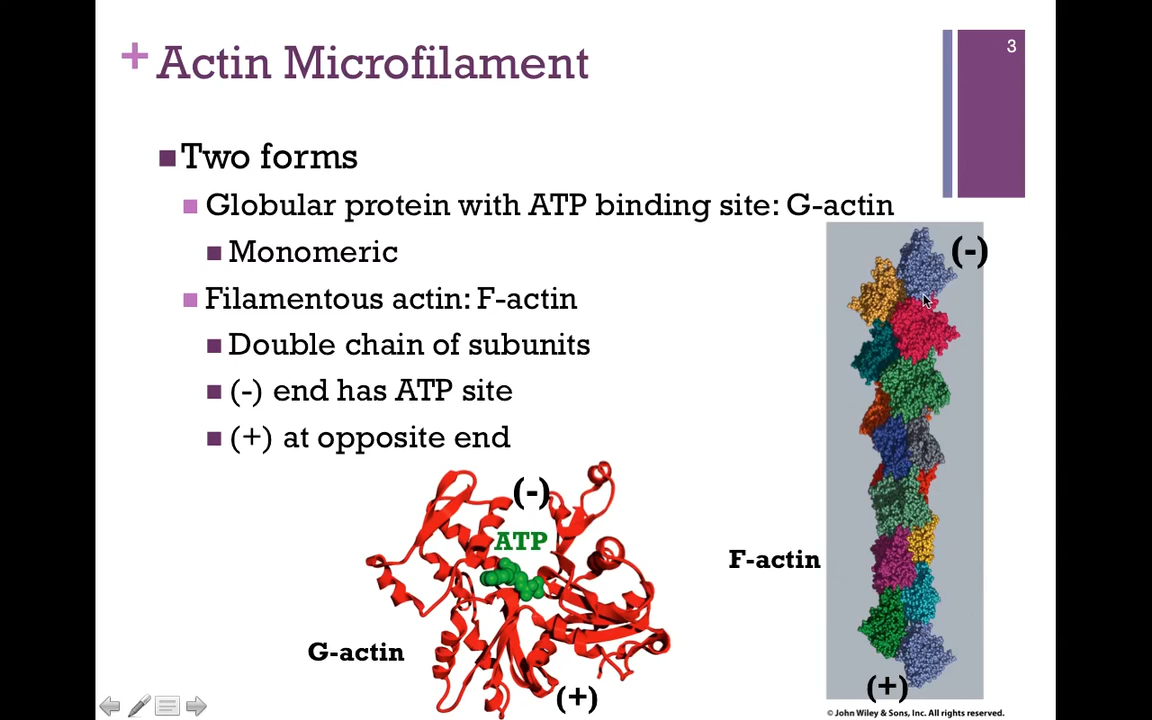 + Actin Microfilament
3
Two forms
Globular protein with ATP binding site: G-actin
Monomeric
Filamentous actin: F-actin
Double chain of subunits
(-) end has ATP site
(+) at opposite end
(-)
ATP
G-actin
(+)
(-)
F-actin
(+)
© John Wiley & Sons, Inc. All rights reserved.